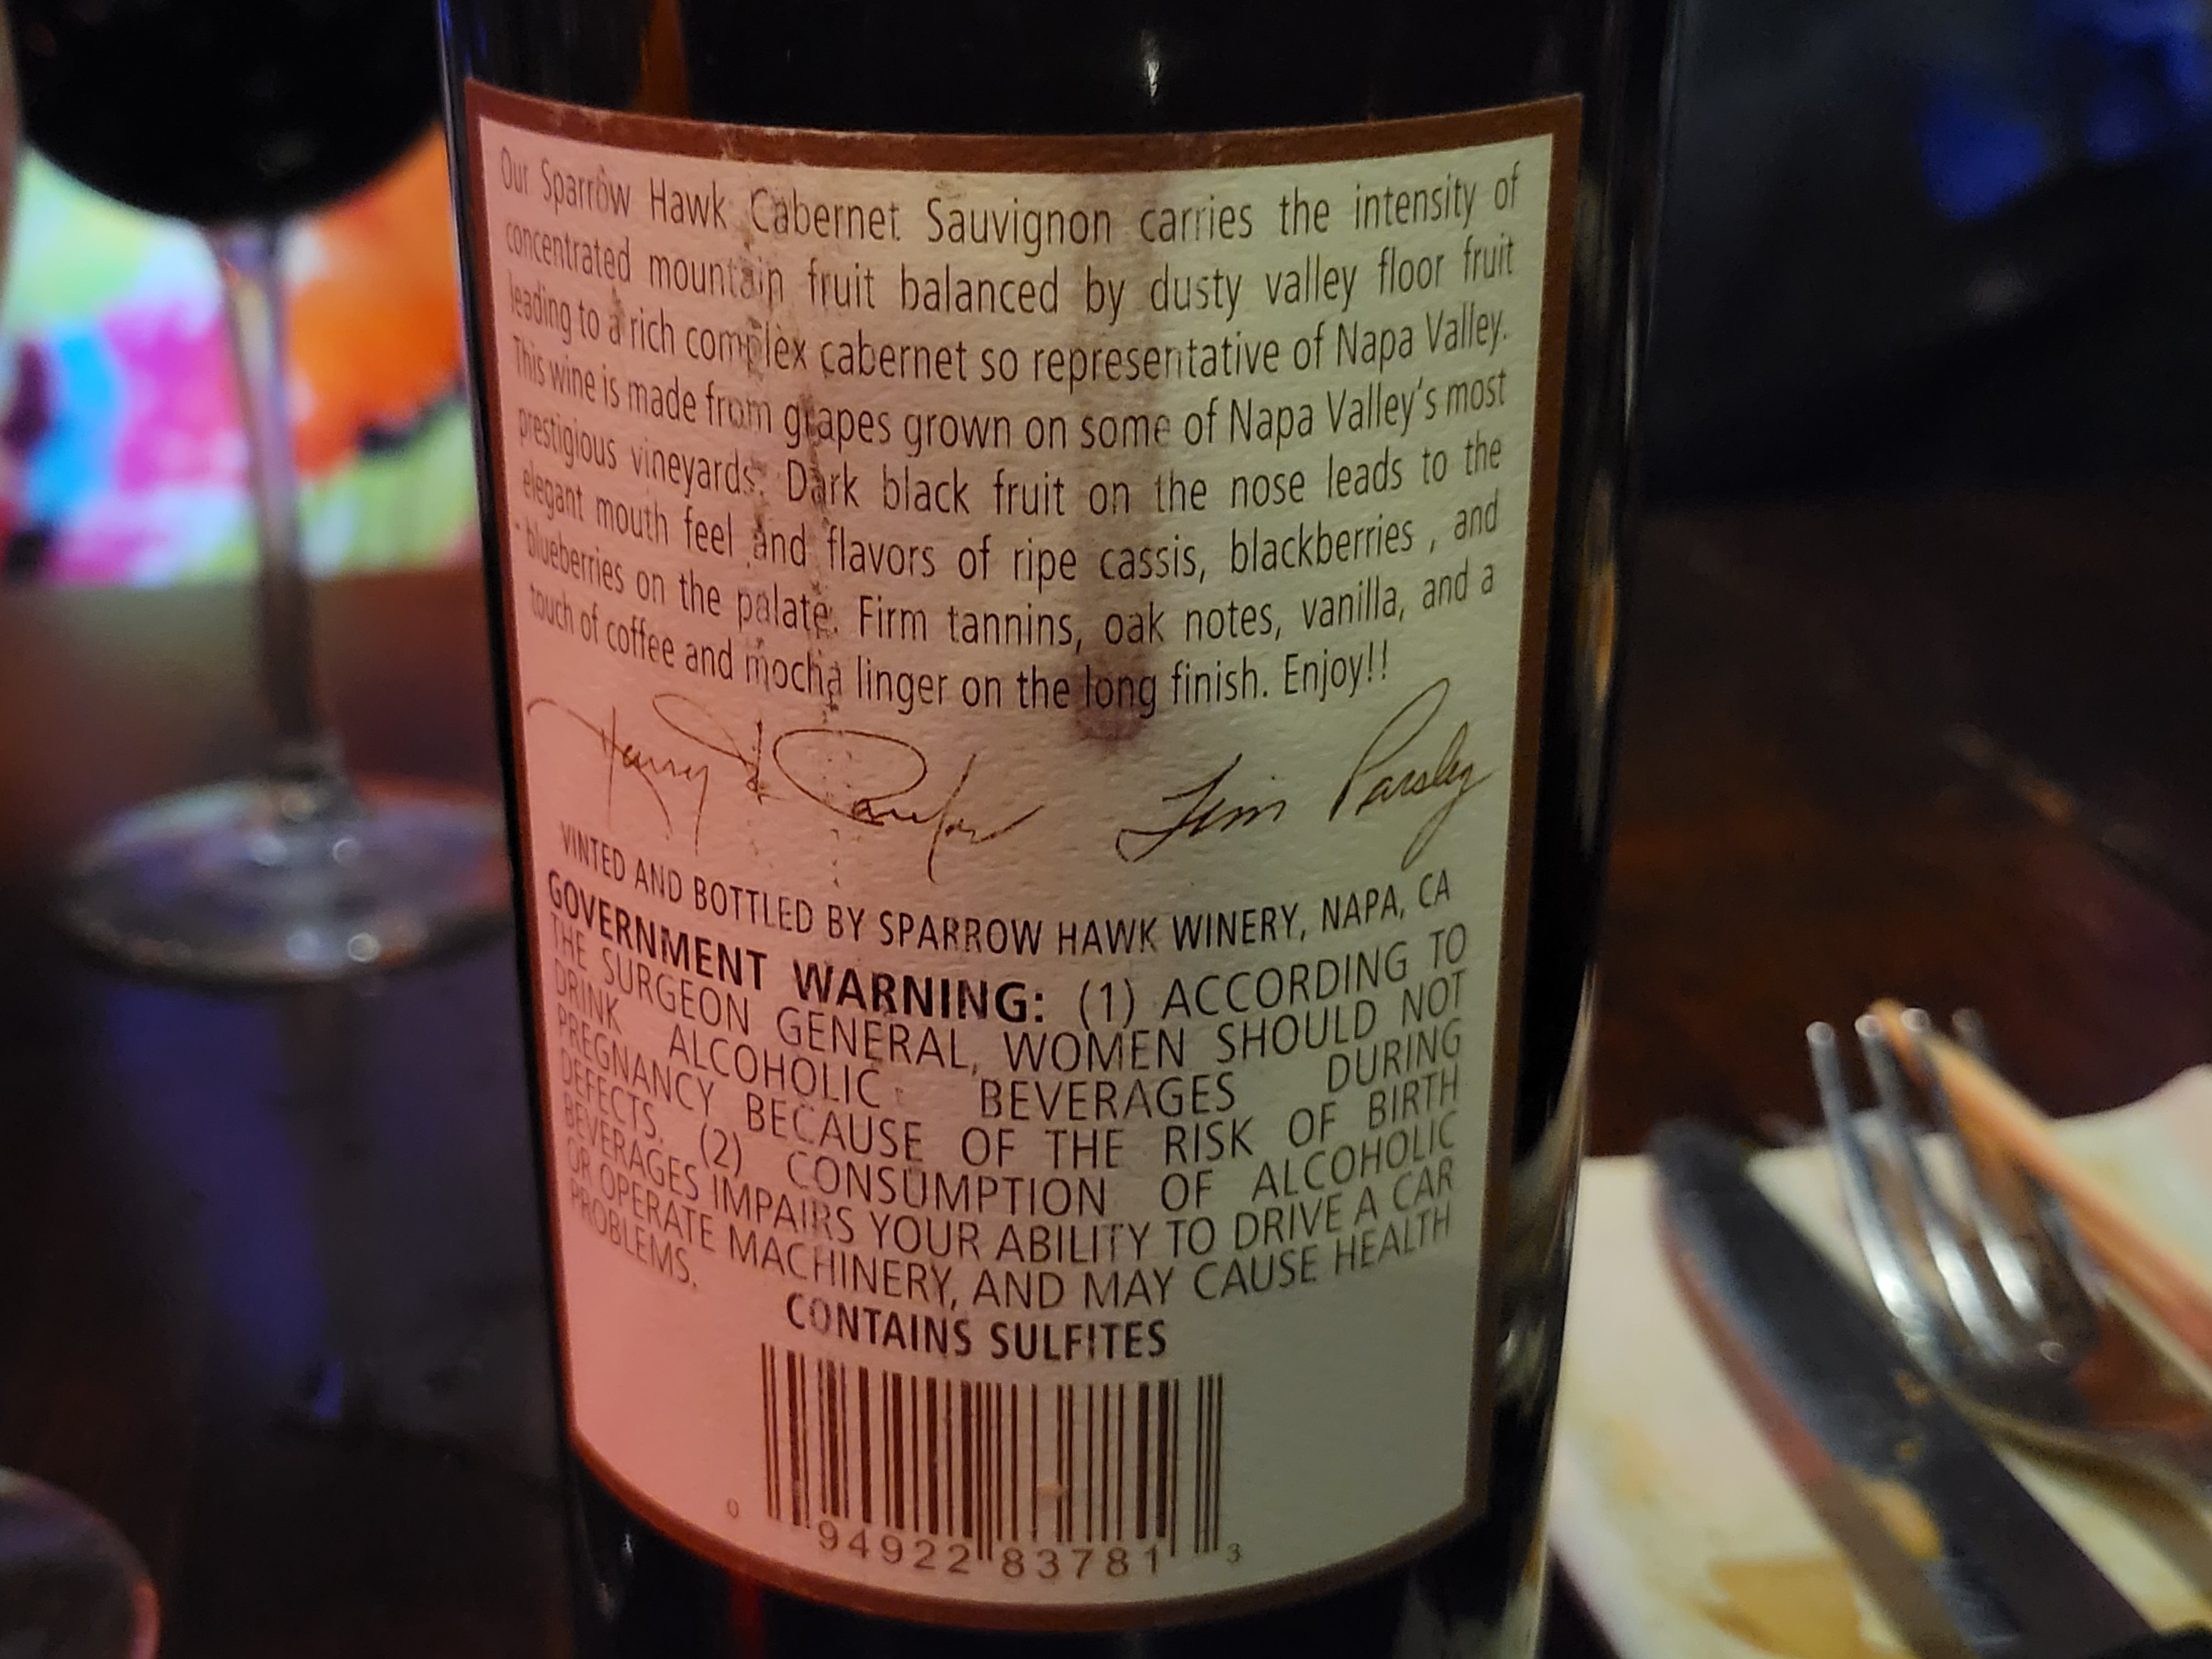 Our Sparrow Hawk Cabernet Sauvignon carries the intensity of
concentrated mountain fruit balanced by dusty valley floor fruit
leading to a rich complex cabernet so representative of Napa Valley.
This wine is made from grapes grown on some of Napa Valley's most
prestigious vineyards. Dark black fruit on the nose leads to the
elegant mouth feel and flavors of ripe cassis, blackberries , and
blueberries on the palate. Firm tannins, oak notes, vanilla, and a
touch of coffee and mocha linger on the long finish. Enjoy!!
Parsley
VINTED AND BOTTLED BY SPARROW HAWK WINERY, NAPA, CA
GOVERNMENT WARNING: (1) ACCORDING TO
THE SURGEON GENERAL, WOMEN SHOULD NOT
DRINK ALCOHOLIC BEVERAGES DURING
PREGNANCY BECAUSE OF THE RISK OF BIRTH
DEFECTS. (2) CONSUMPTION OF ALCOHOLIC
BEVERAGES IMPAIRS YOUR ABILITY TO DRIVE A CAR
OR OPERATE MACHINERY, AND MAY CAUSE HEALTH
PROBLEMS.
CONTAINS SULFITES
0 94922 83781 3